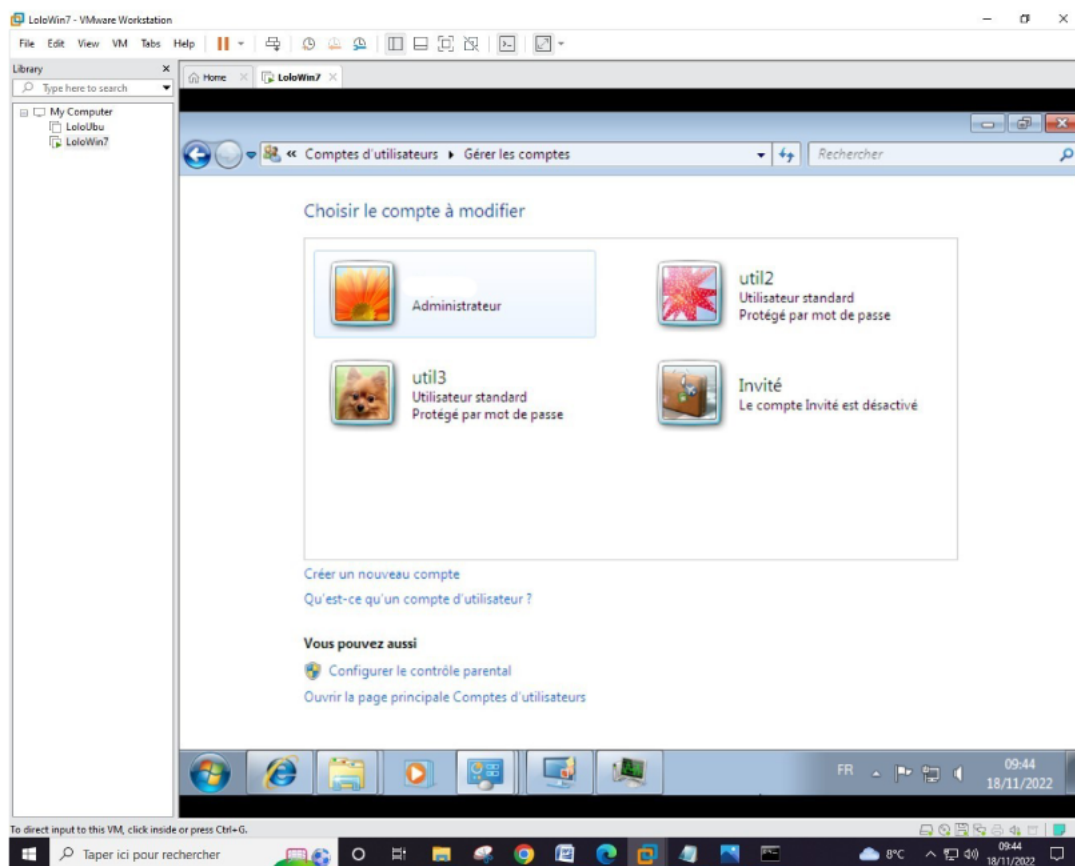 LoloWin7 - VMware Workstation
File Edit View VM Tabs Help
Library
Type here to search
My Computer
LoloUbu
LoloWin7
Home
LoloWin7
Comptes d'utilisateurs
Gérer les comptes
Rechercher
Choisir le compte à modifier
Administrateur
util2
Utilisateur standard
Protégé par mot de passe
util3
Utilisateur standard
Protégé par mot de passe
Invité
Le compte Invité est désactivé
Créer un nouveau compte
Qu'est-ce qu'un compte d'utilisateur ?
Vous pouvez aussi
Configurer le contrôle parental
Ouvrir la page principale Comptes d'utilisateurs
FR
09:44
18/11/2022
To direct input to this VM, click inside or press Ctrl+G.
Taper ici pour rechercher
8°C
09:44
18/11/2022